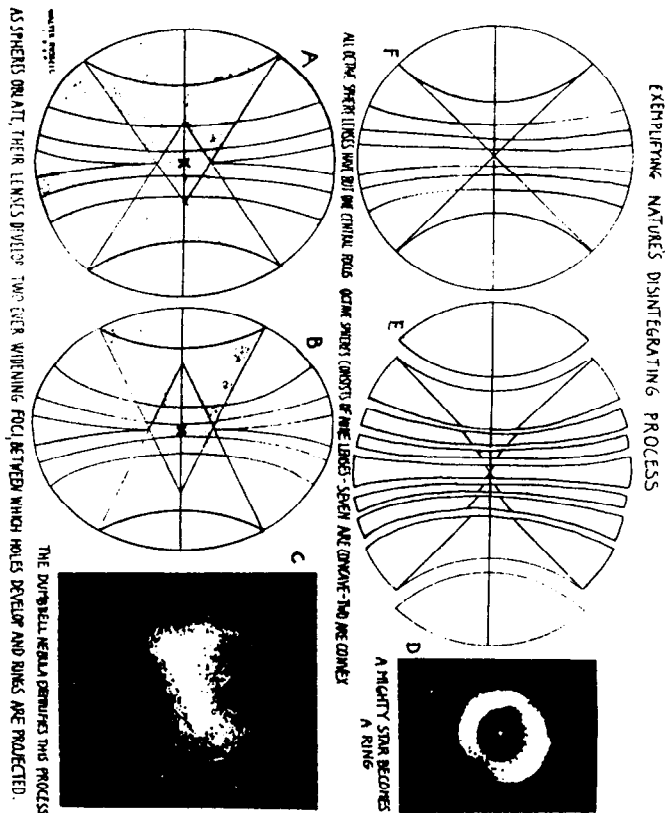 EXEMPLIFYING NATURE'S DISINTEGRATING PROCESS
F
E
D
A MIGHTY STAR BECOMES
A RING
ALL OCTAVE SPHERE LENSES HAVE BUT ONE CENTRAL FOCUS OCTAVE SPHERES CONSISTS OF NINE LENSES - SEVEN ARE CONCAVE - TWO ARE CONVEX
A
B
C
THE DUMBBELL NEBULA EXEMPLIFIES THIS PROCESS
WALTER RUSSELL
AS SPHERES OBLATE, THEIR LENSES DEVELOP TWO EVER WIDENING FOCI, BETWEEN WHICH HOLES DEVELOP AND RINGS ARE PROJECTED.